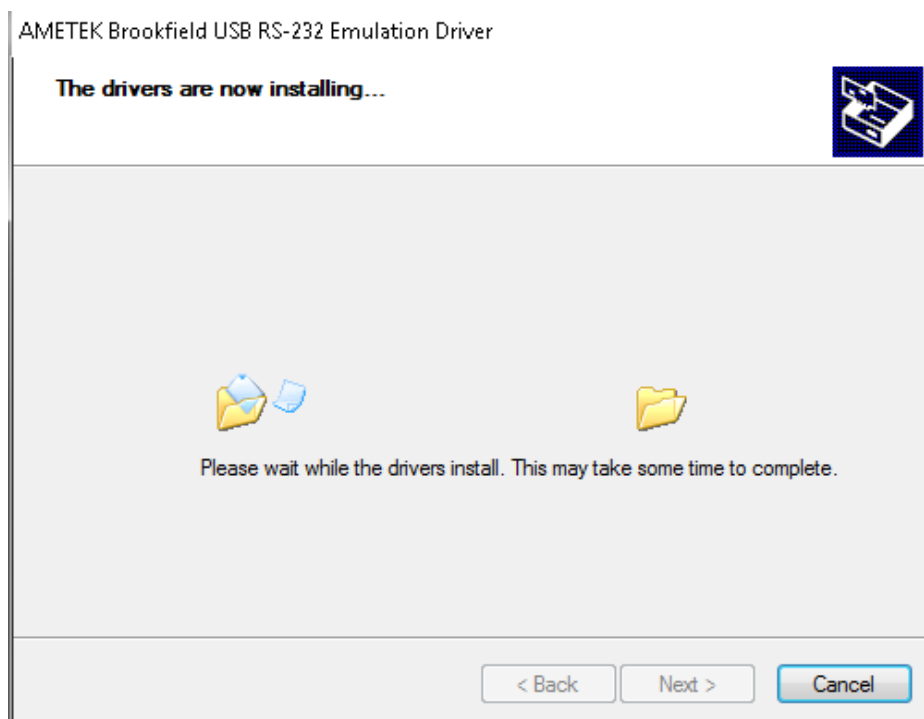 AMETEK Brookfield USB RS-232 Emulation Driver
The drivers are now installing...
Please wait while the drivers install. This may take some time to complete.
< Back
Next >
Cancel